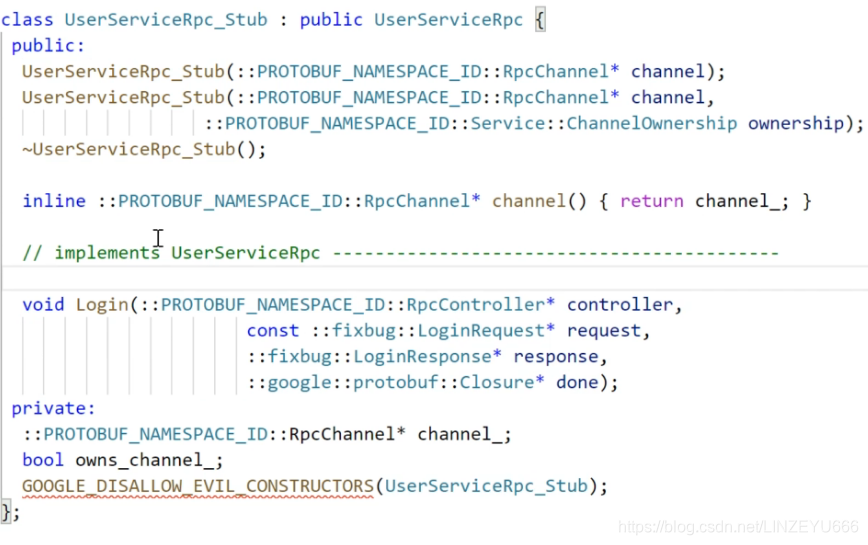 class UserServiceRpc_Stub : public UserServiceRpc {
public:
UserServiceRpc_Stub(::PROTOBUF_NAMESPACE_ID::RpcChannel* channel);
UserServiceRpc_Stub(::PROTOBUF_NAMESPACE_ID::RpcChannel* channel,
::PROTOBUF_NAMESPACE_ID::Service::ChannelOwnership ownership);
~UserServiceRpc_Stub();
inline ::PROTOBUF_NAMESPACE_ID::RpcChannel* channel() { return channel_; }
// implements UserServiceRpc ------------------------------------------
void Login(::PROTOBUF_NAMESPACE_ID::RpcController* controller,
const ::fixbug::LoginRequest* request,
::fixbug::LoginResponse* response,
::google::protobuf::Closure* done);
private:
::PROTOBUF_NAMESPACE_ID::RpcChannel* channel_;
bool owns_channel_;
GOOGLE_DISALLOW_EVIL_CONSTRUCTORS(UserServiceRpc_Stub);
};
https://blog.csdn.net/LINZEYU666